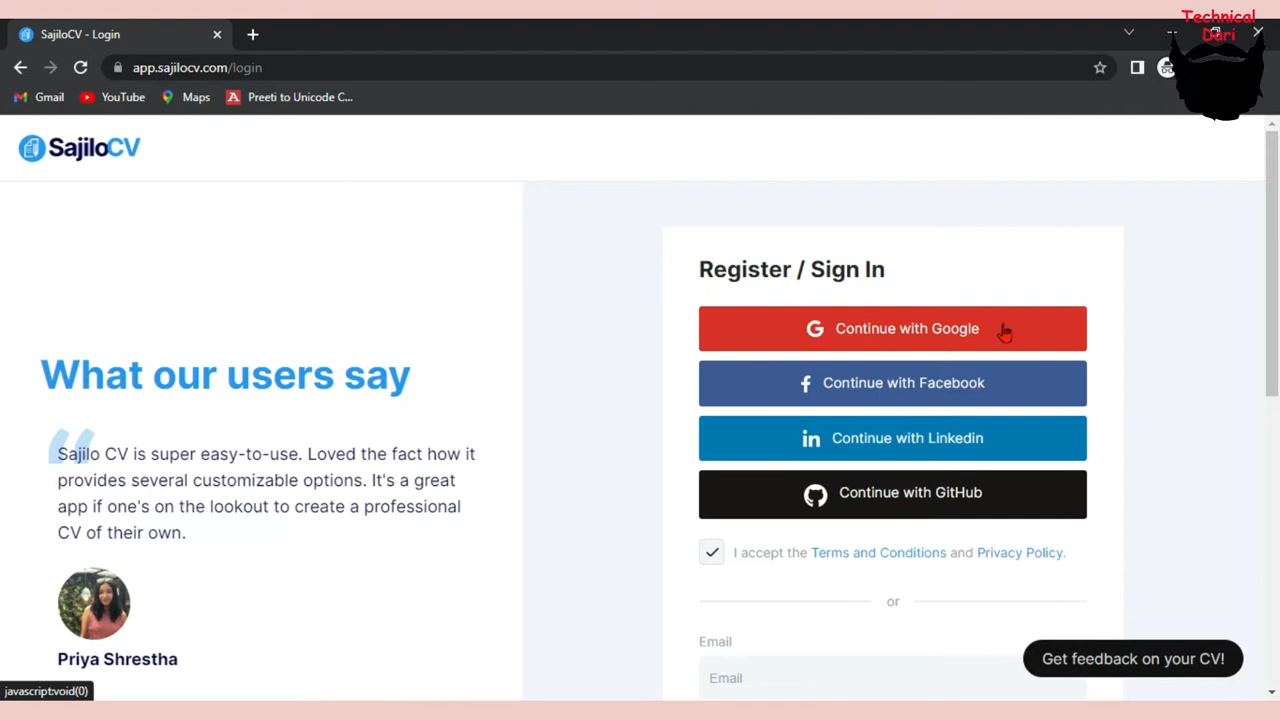 Technical
Dari
SajiloCV - Login
app.sajilocv.com/login
Gmail
YouTube
Maps
Preeti to Unicode C...
SajiloCV
Register / Sign In
Continue with Google
Continue with Facebook
Continue with Linkedin
Continue with GitHub
I accept the Terms and Conditions and Privacy Policy.
or
Email
Email
What our users say
“
Sajilo CV is super easy-to-use. Loved the fact how it
provides several customizable options. It's a great
app if one's on the lookout to create a professional
CV of their own.
Priya Shrestha
Get feedback on your CV!
javascript:void(0)